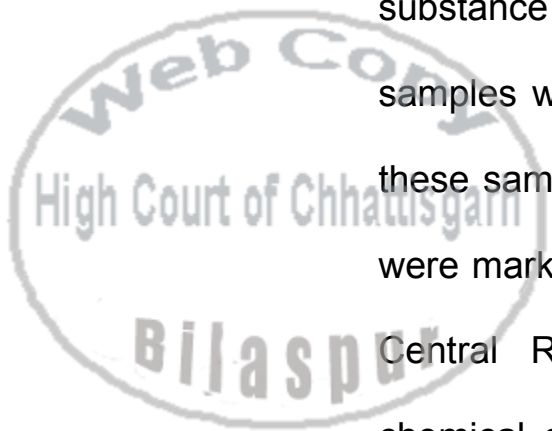 substance
samples w
these sam
were mark
Central R
chemical
Web Copy
High Court of Chhattisgarh
Bilaspur